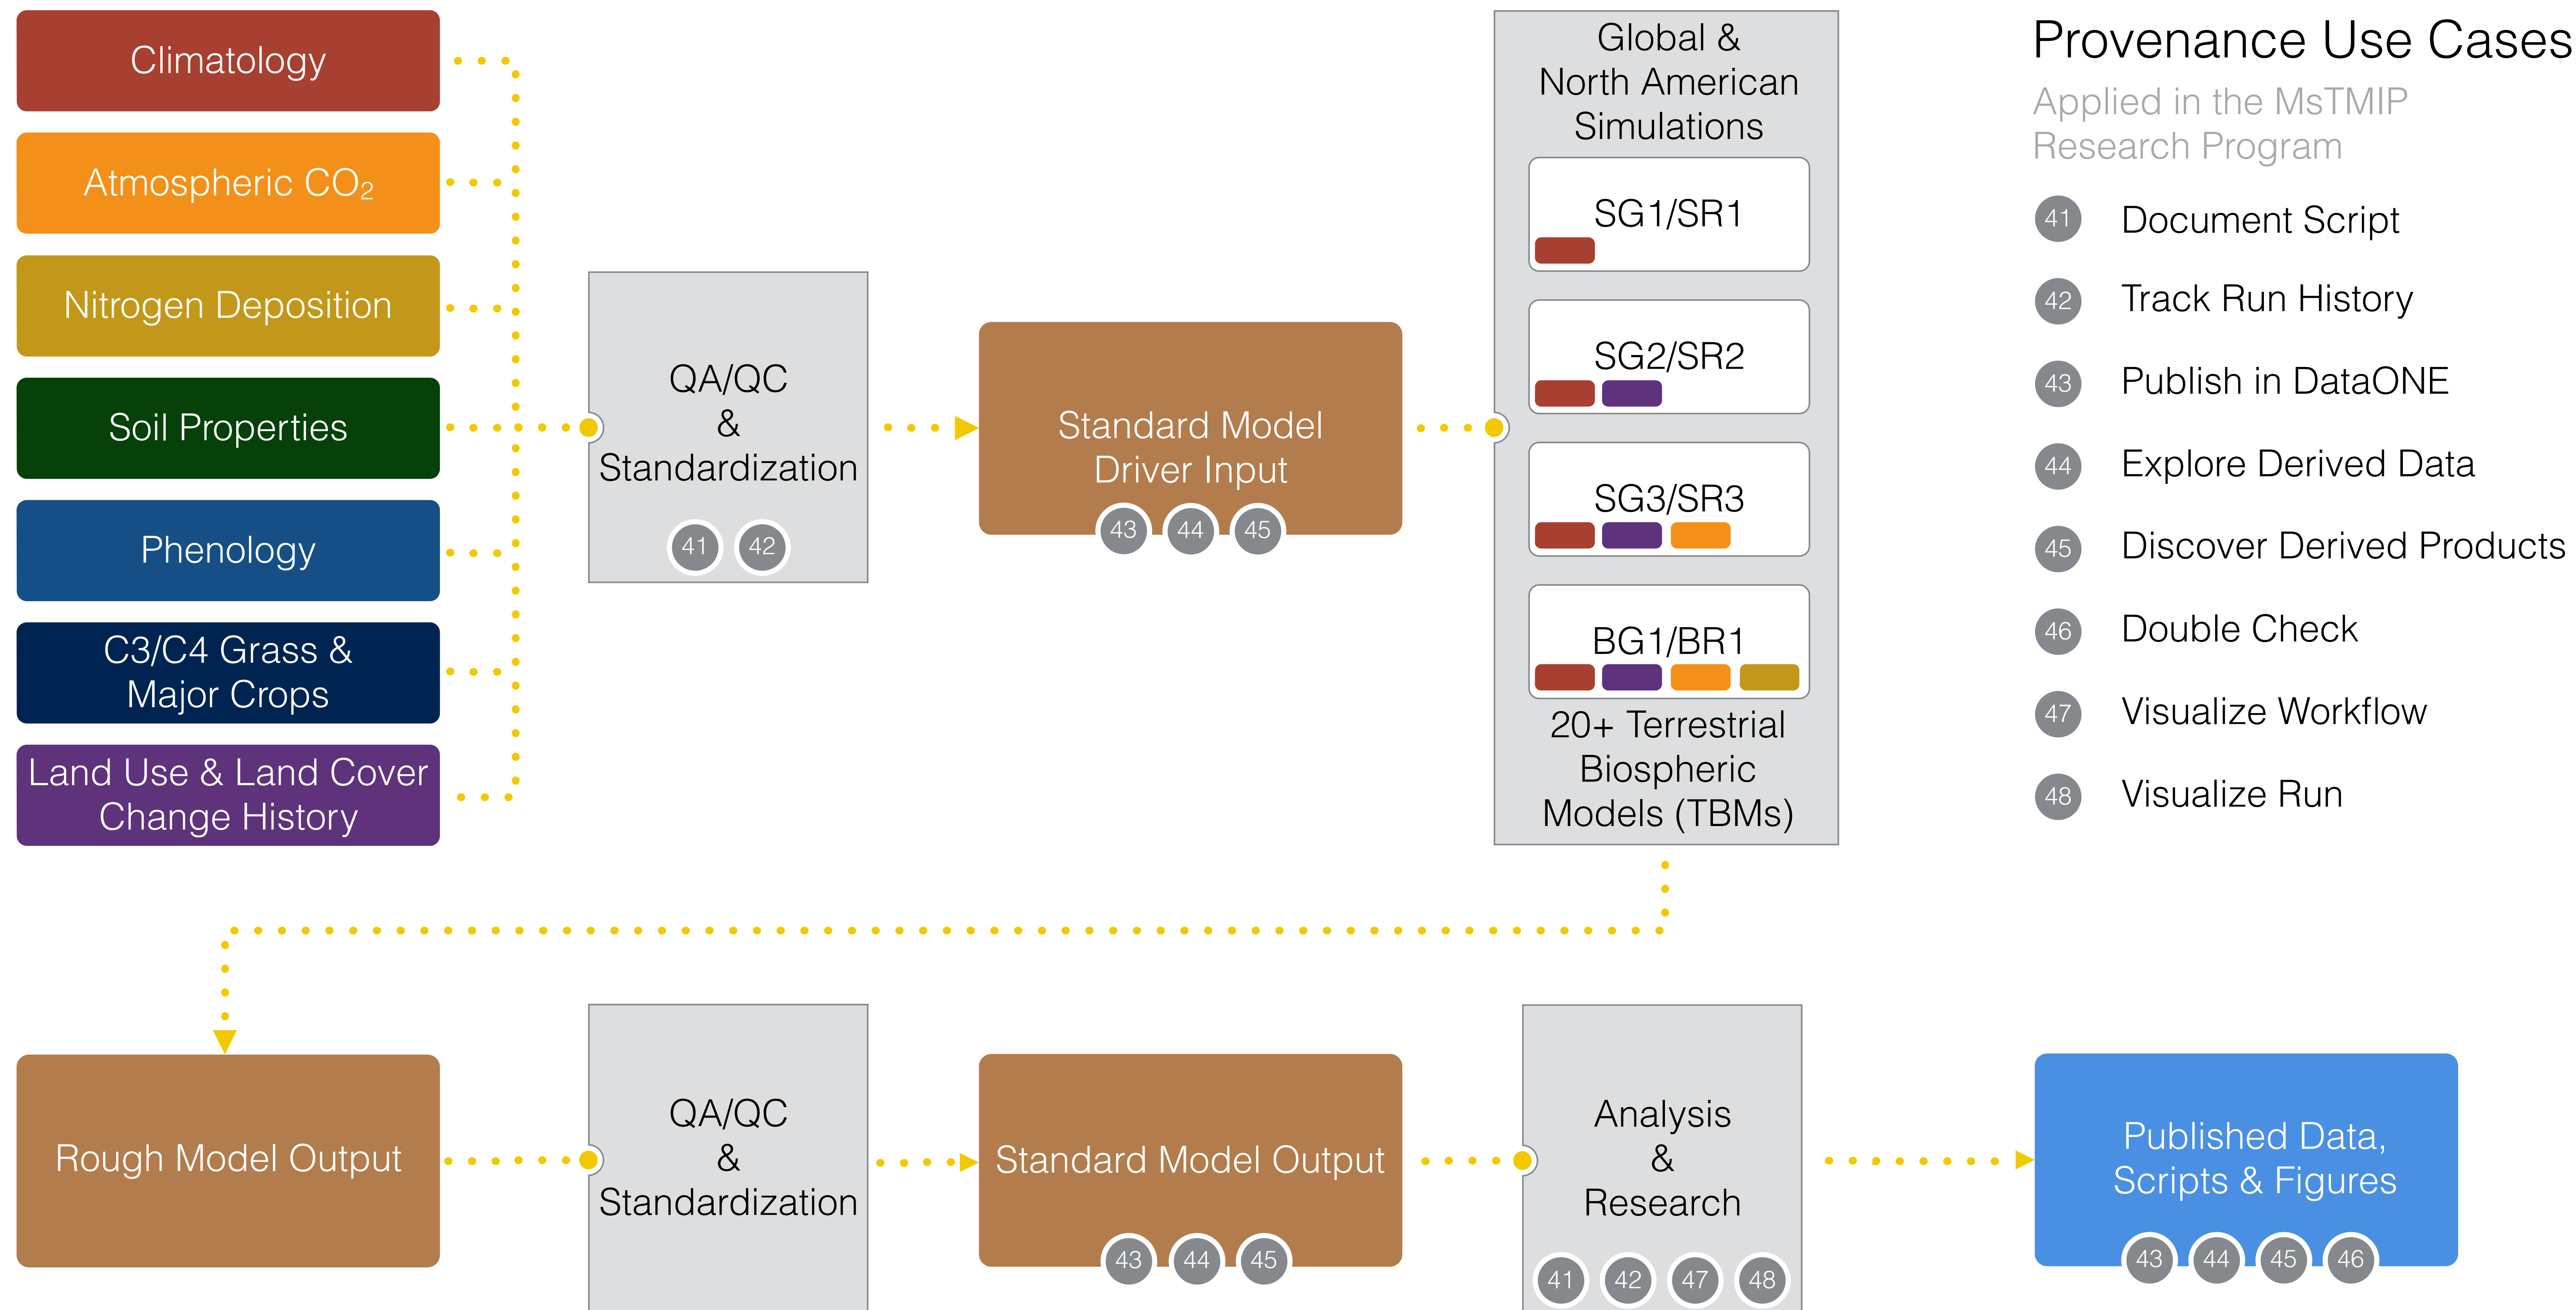 Climatology
Atmospheric CO₂
Nitrogen Deposition
Soil Properties
Phenology
C3/C4 Grass &
Major Crops
Land Use & Land Cover
Change History
QA/QC
&
Standardization
41 42
Standard Model
Driver Input
43 44 45
Global &
North American
Simulations
SG1/SR1
SG2/SR2
SG3/SR3
BG1/BR1
20+ Terrestrial
Biospheric
Models (TBMs)
Provenance Use Cases
Applied in the MsTMIP
Research Program
41 Document Script
42 Track Run History
43 Publish in DataONE
44 Explore Derived Data
45 Discover Derived Products
46 Double Check
47 Visualize Workflow
48 Visualize Run
Rough Model Output
QA/QC
&
Standardization
Standard Model Output
43 44 45
Analysis
&
Research
41 42 47 48
Published Data,
Scripts & Figures
43 44 45 46